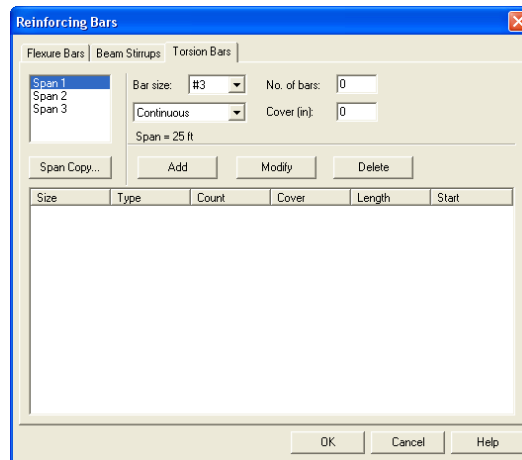 Reinforcing Bars
Flexure Bars Beam Stirrups Torsion Bars
Span 1
Span 2
Span 3
Bar size: #3 No. of bars: 0
Continuous Cover (in): 0
Span = 25 ft
Span Copy... Add Modify Delete
Size Type Count Cover Length Start
OK Cancel Help